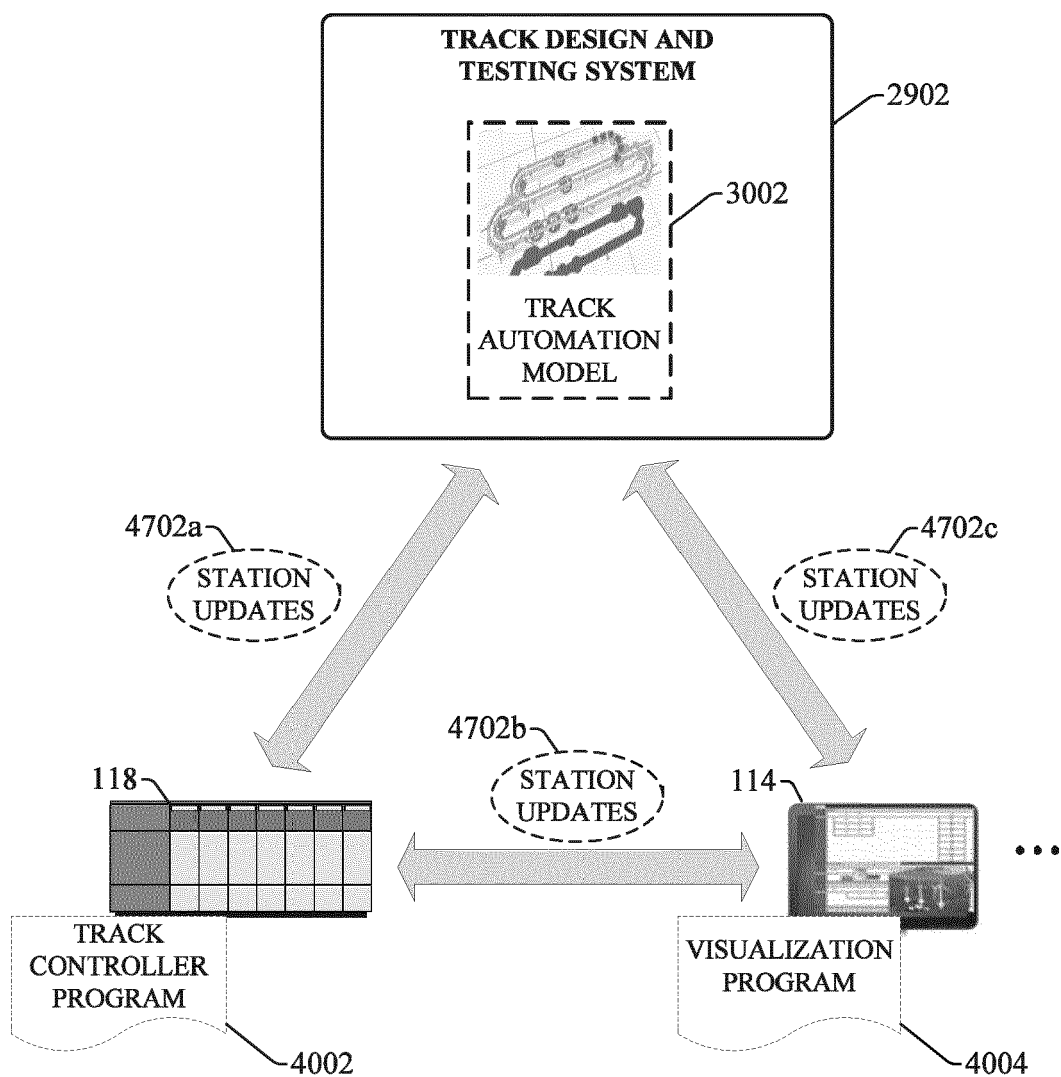 TRACK DESIGN AND
TESTING SYSTEM
2902
3002
TRACK
AUTOMATION
MODEL
4702a
STATION
UPDATES
4702c
STATION
UPDATES
4702b
STATION
UPDATES
118
114
TRACK
CONTROLLER
PROGRAM
4002
VISUALIZATION
PROGRAM
4004